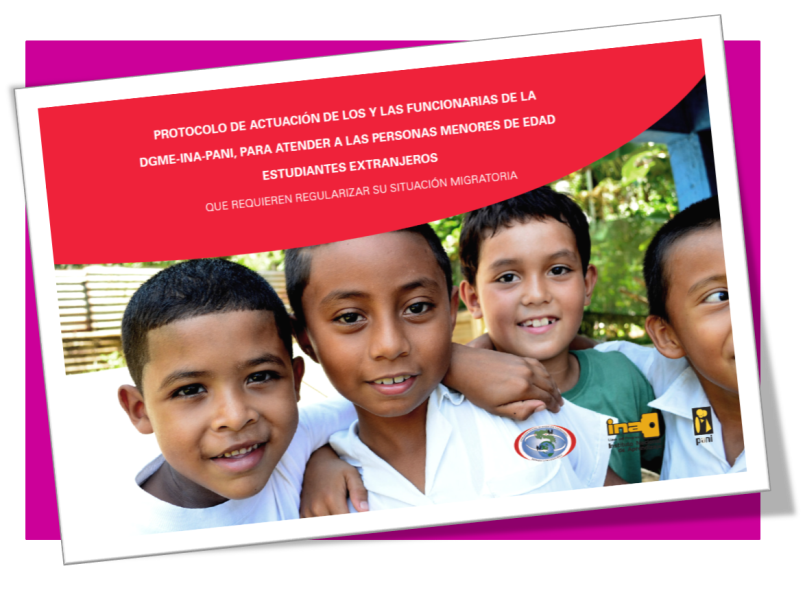 PROTOCOLO DE ACTUACIÓN DE LOS Y LAS FUNCIONARIAS DE LA
DGME-INA-PANI, PARA ATENDER A LAS PERSONAS MENORES DE EDAD
ESTUDIANTES EXTRANJEROS
QUE REQUIEREN REGULARIZAR SU SITUACIÓN MIGRATORIA
ina
pani